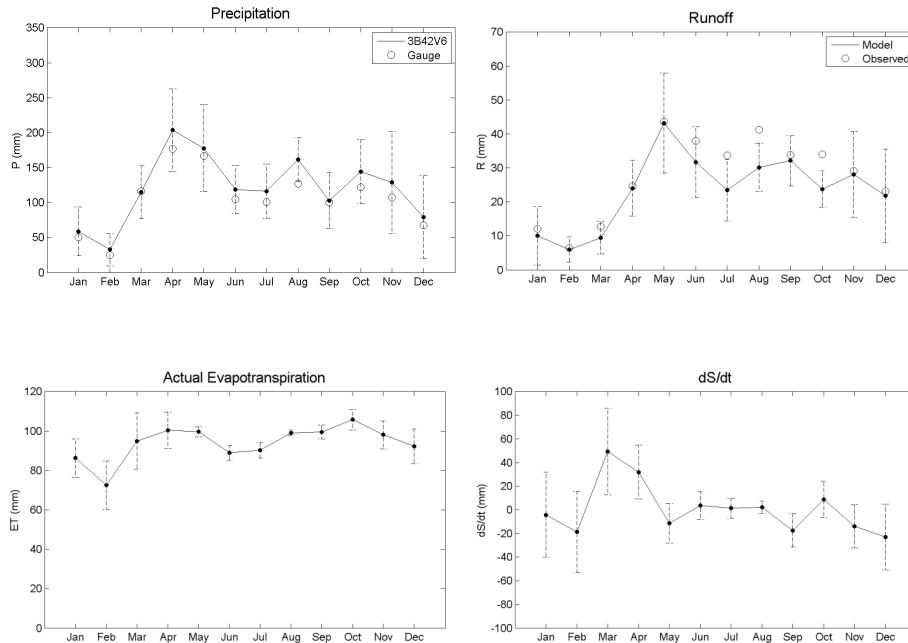 Precipitation
350
300
250
200
150
100
50
0
P (mm)
3B42V6
Gauge
Jan Feb Mar Apr May Jun Jul Aug Sep Oct Nov Dec
Runoff
70
60
50
40
30
20
10
0
R (mm)
Model
Observed
Jan Feb Mar Apr May Jun Jul Aug Sep Oct Nov Dec
Actual Evapotranspiration
120
100
80
60
40
20
0
ET (mm)
Jan Feb Mar Apr May Jun Jul Aug Sep Oct Nov Dec
dS/dt
100
80
60
40
20
0
-20
-40
-60
-80
-100
dS/dt (mm)
Jan Feb Mar Apr May Jun Jul Aug Sep Oct Nov Dec